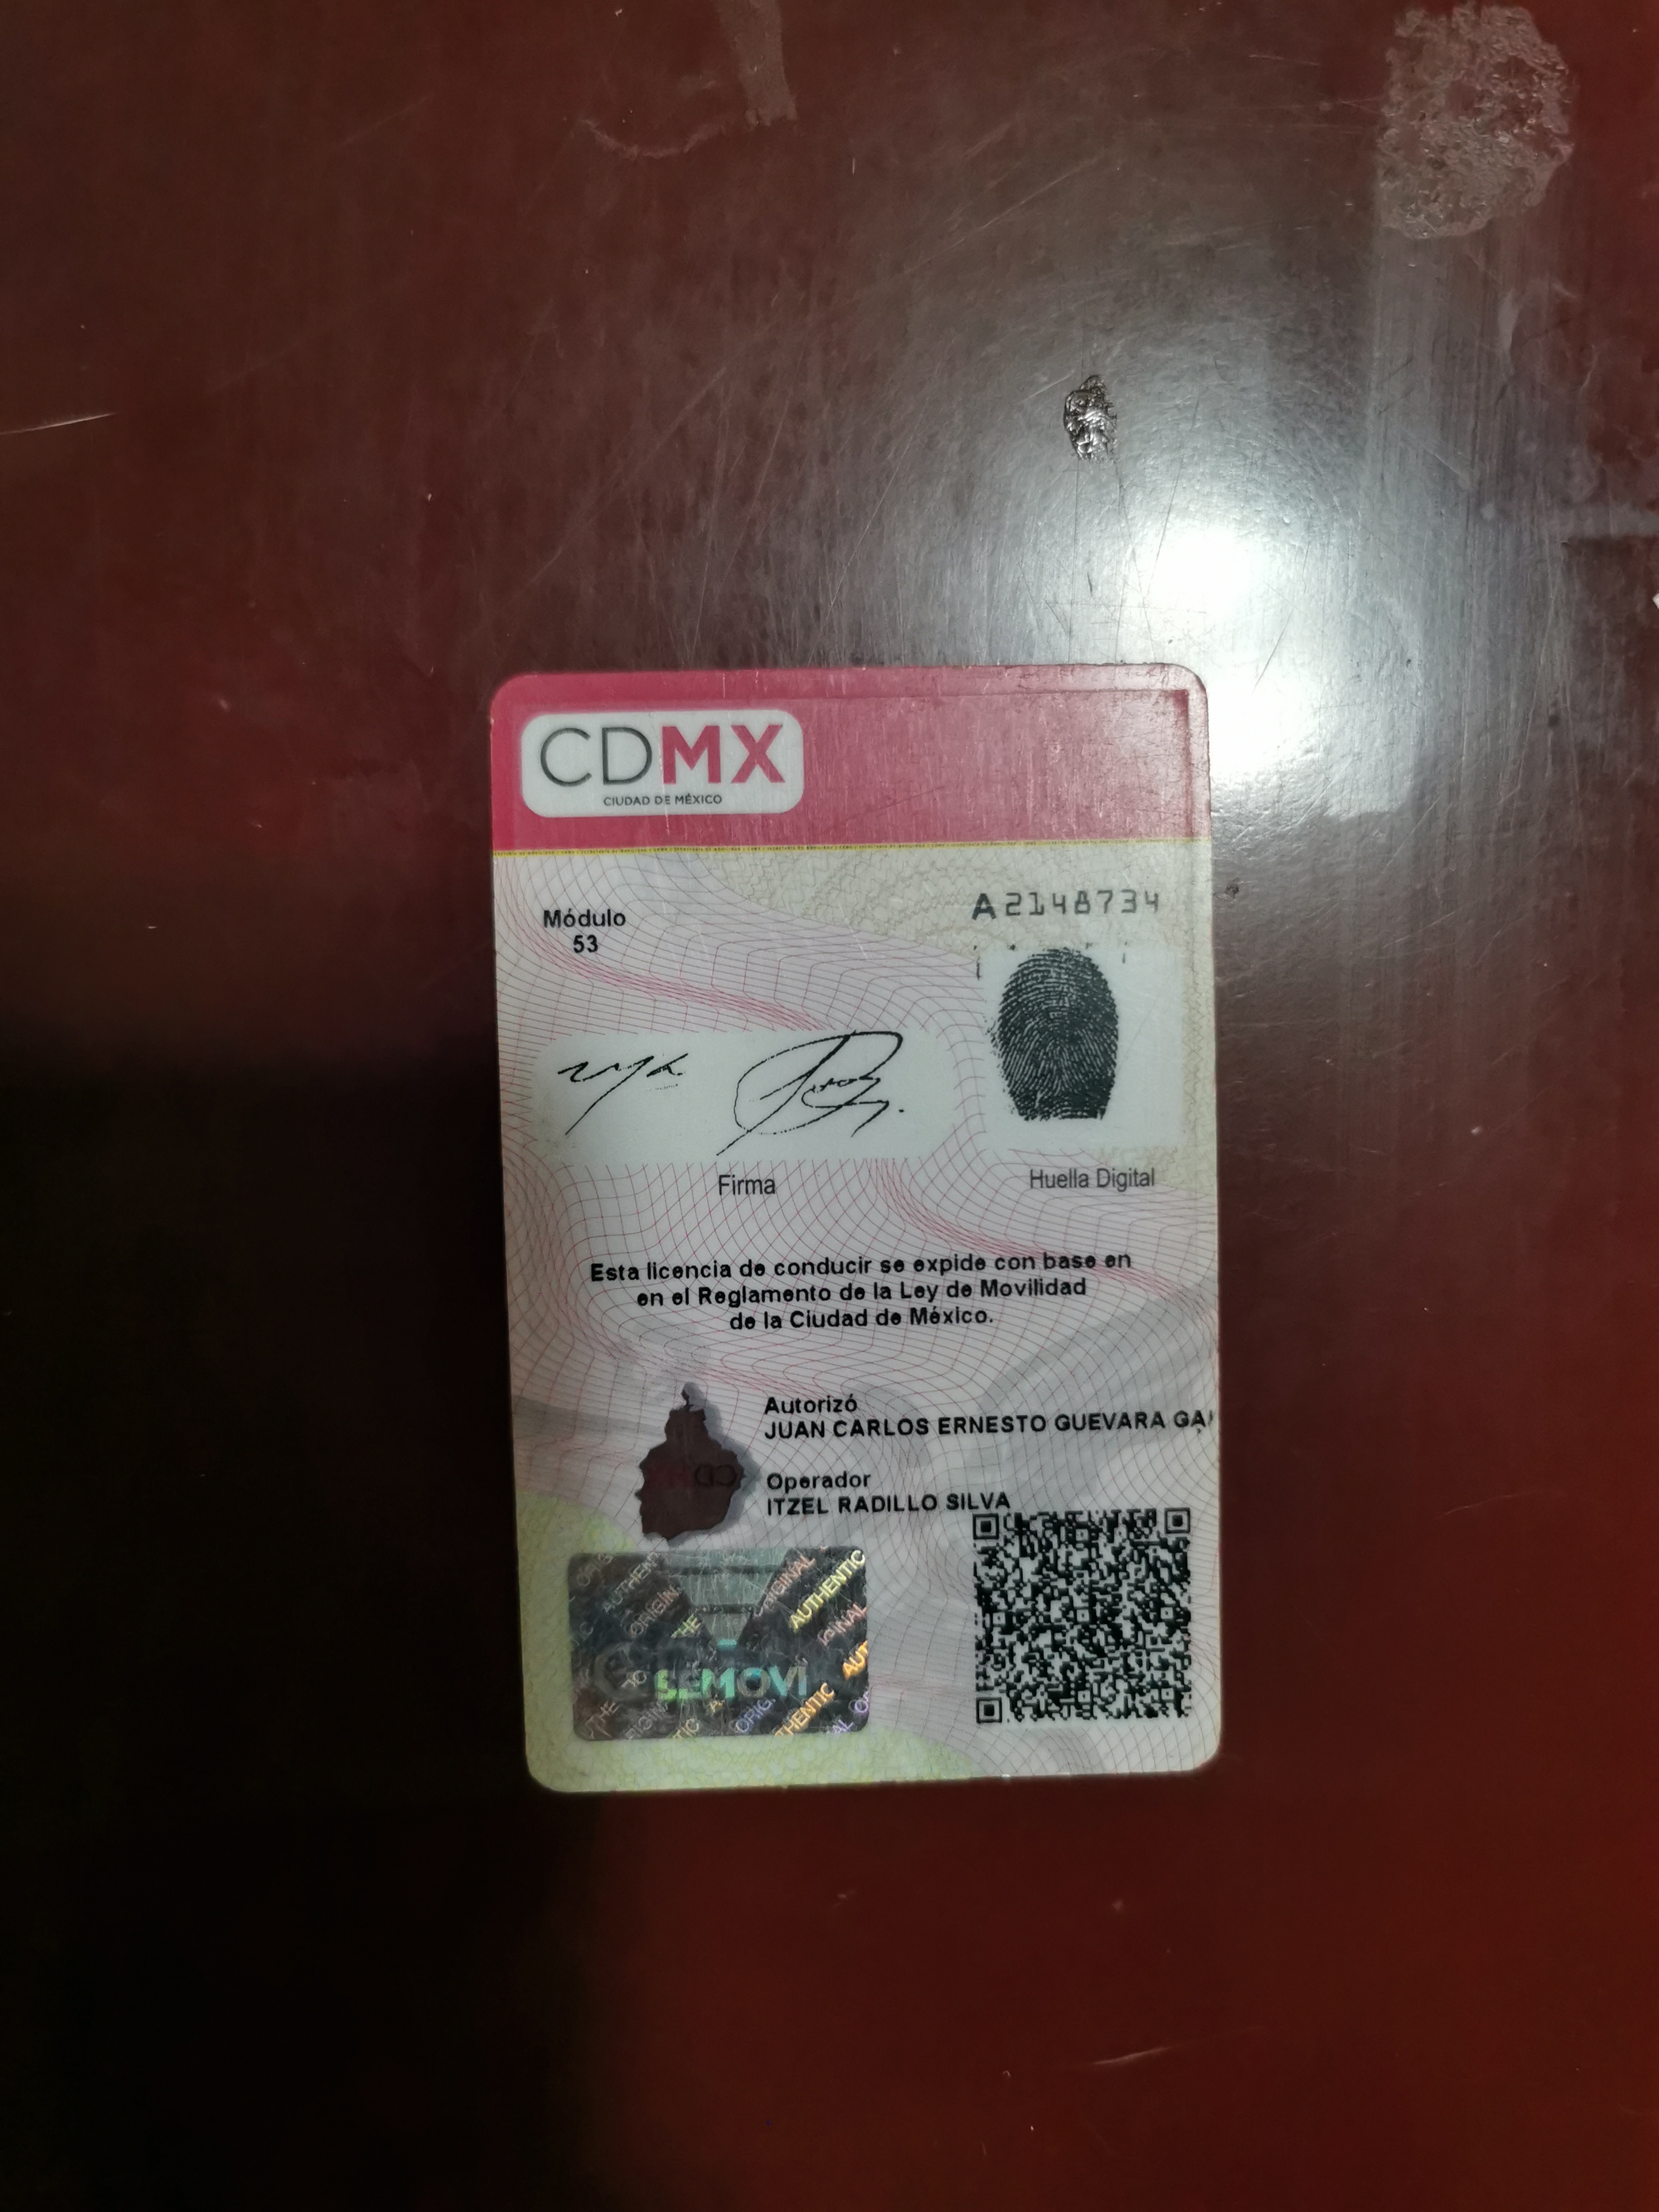 CDMX
CIUDAD DE MÉXICO
A2148734
Módulo
53
Firma
Huella Digital
Esta licencia de conducir se expide con base en
en el Reglamento de la Ley de Movilidad
de la Ciudad de México.
Autorizó
JUAN CARLOS ERNESTO GUEVARA GA
Operador
ITZEL RADILLO SILVA
ORIGINAL
AUTHENTIC
SEMOVI